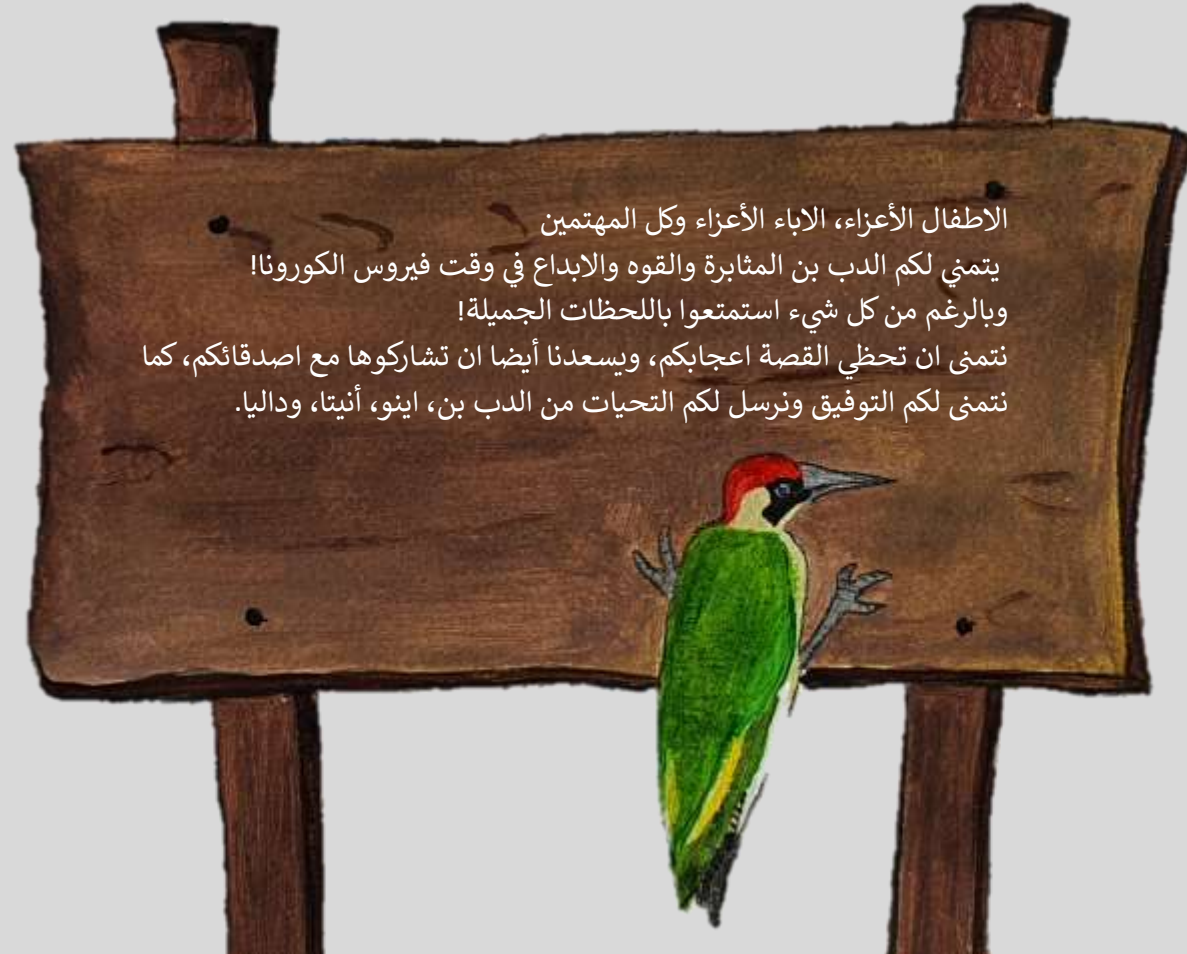 الاطفال الأعزاء، الاباء الأعزاء وكل المهتمين
يتمني لكم الدب بن المثابرة والقوه والابداع في وقت فيروس الكورونا!
وبالرغم من كل شيء استمتعوا باللحظات الجميلة!
نتمنى ان تحظي القصة اعجابكم، ويسعدنا أيضا ان تشاركوها مع اصدقائكم، كما
نتمنى لكم التوفيق ونرسل لكم التحيات من الدب بن، اينو، أنيتا، وداليا.